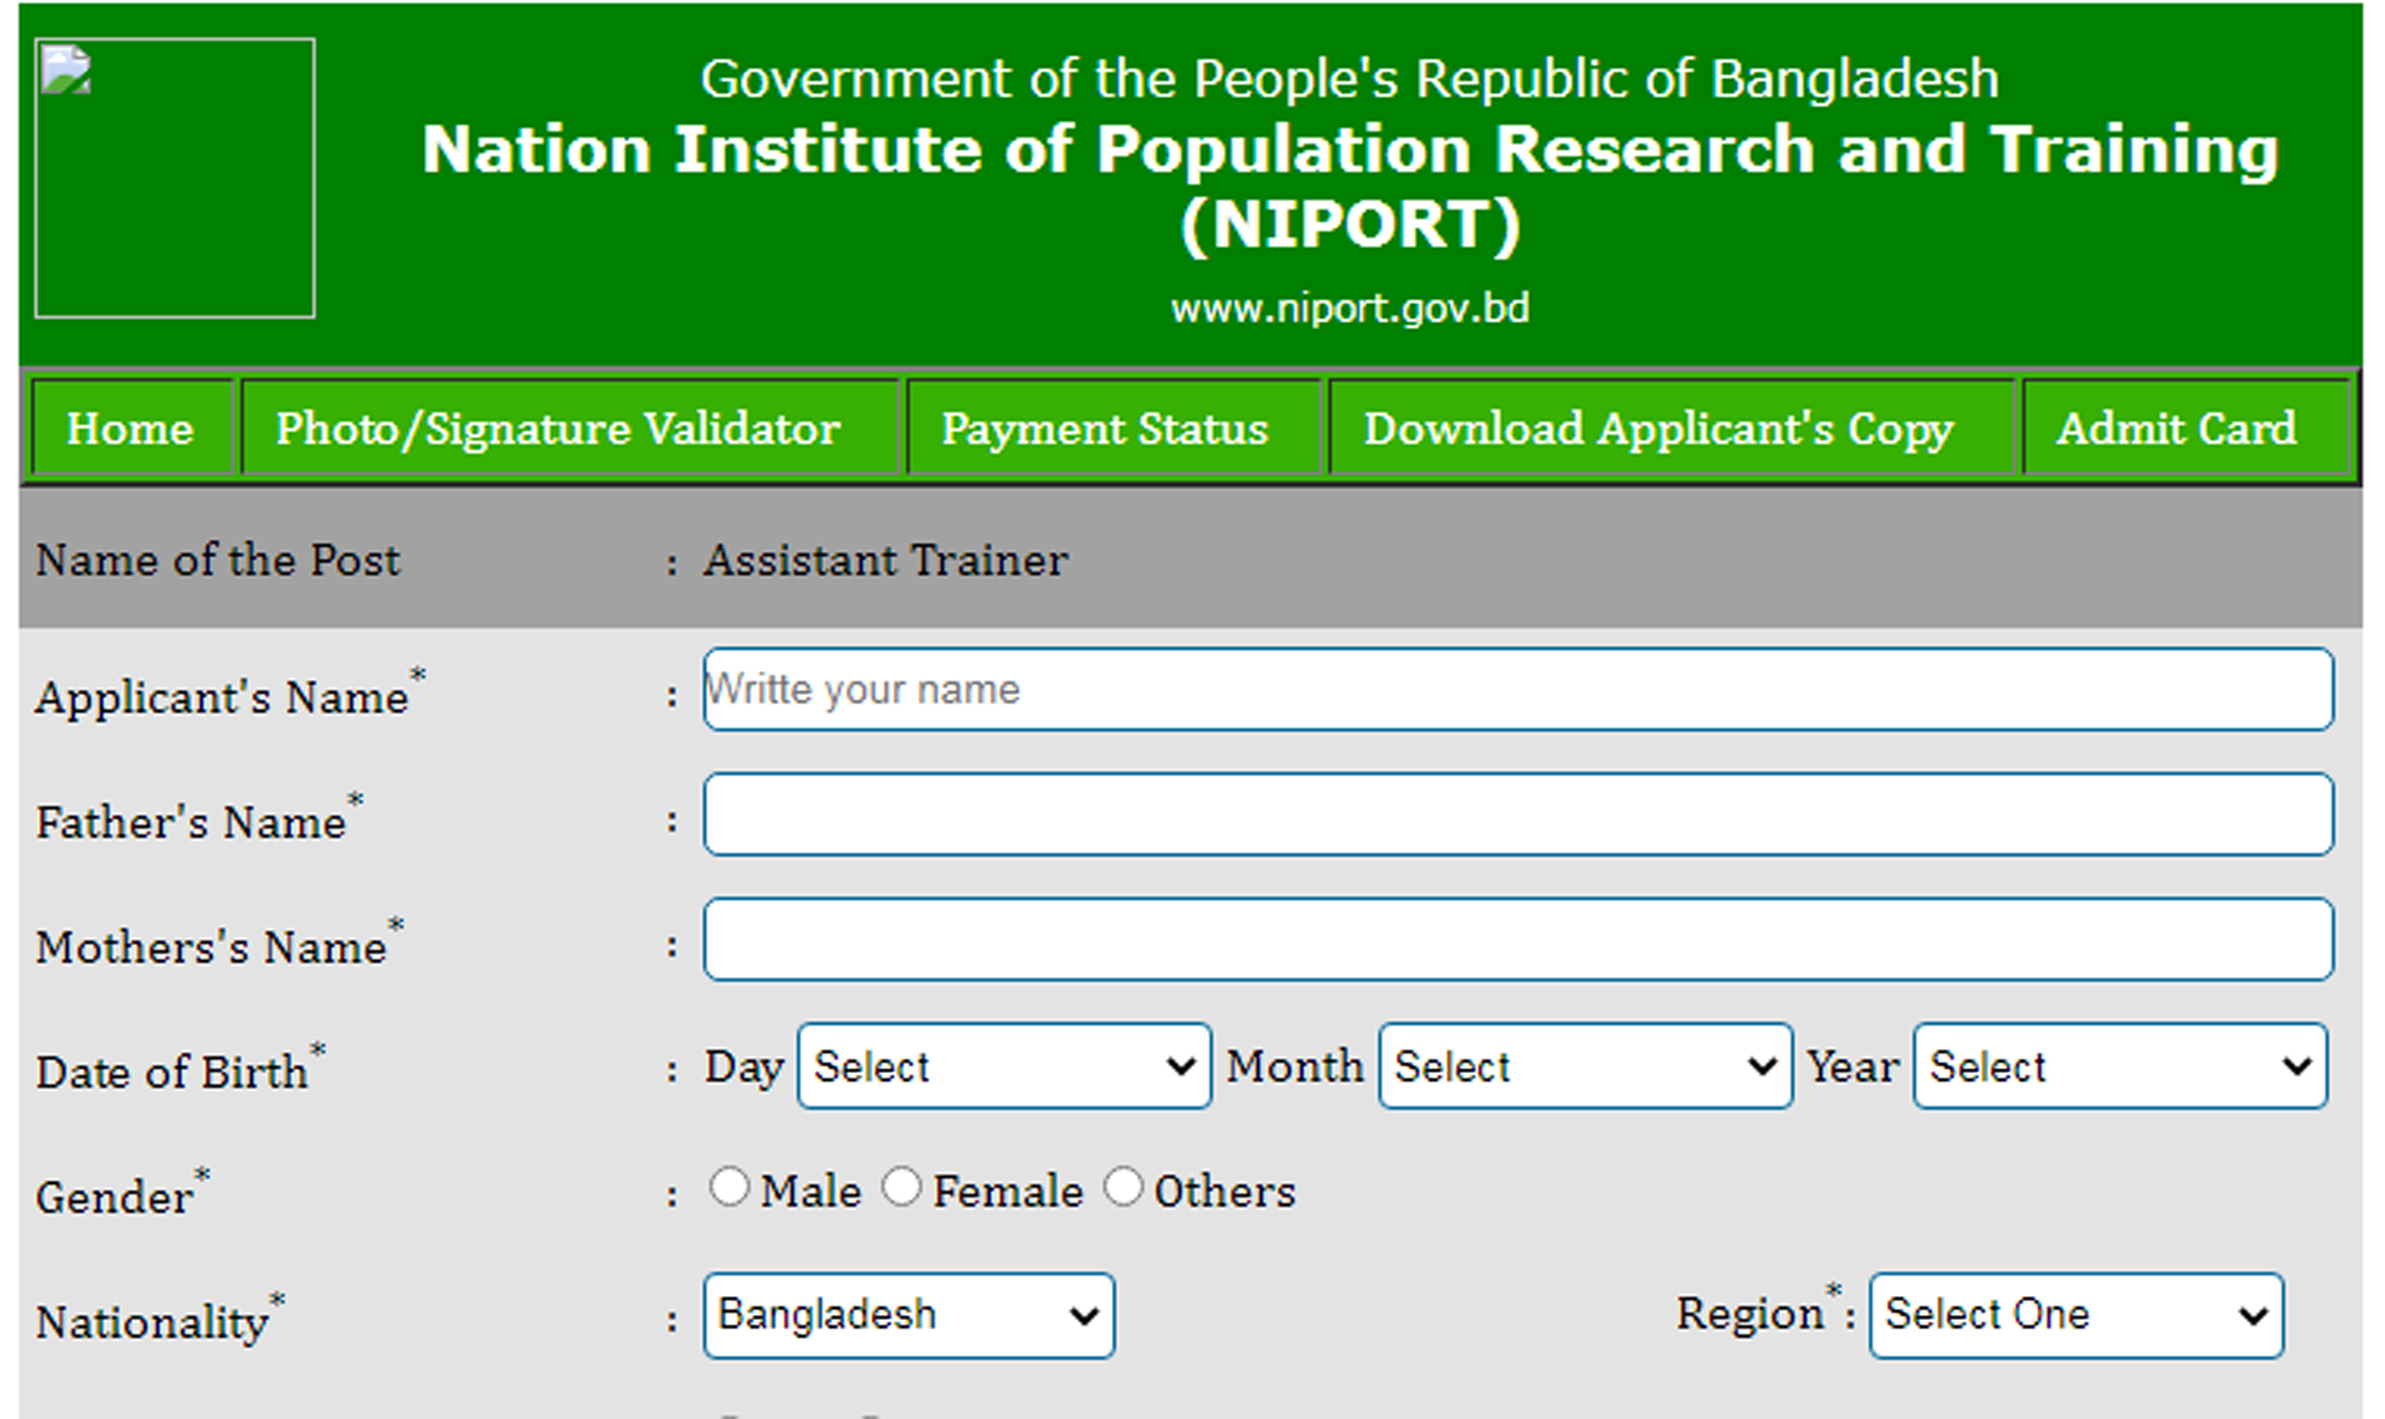 Government of the People's Republic of Bangladesh
Nation Institute of Population Research and Training
(NIPORT)
www.niport.gov.bd
Home Photo/Signature Validator Payment Status Download Applicant's Copy Admit Card
Name of the Post : Assistant Trainer
Applicant's Name* : Writte your name
Father's Name* :
Mothers's Name* :
Date of Birth* : Day Select Month Select Year Select
Gender* : Male Female Others
Nationality* : Bangladesh Region*: Select One